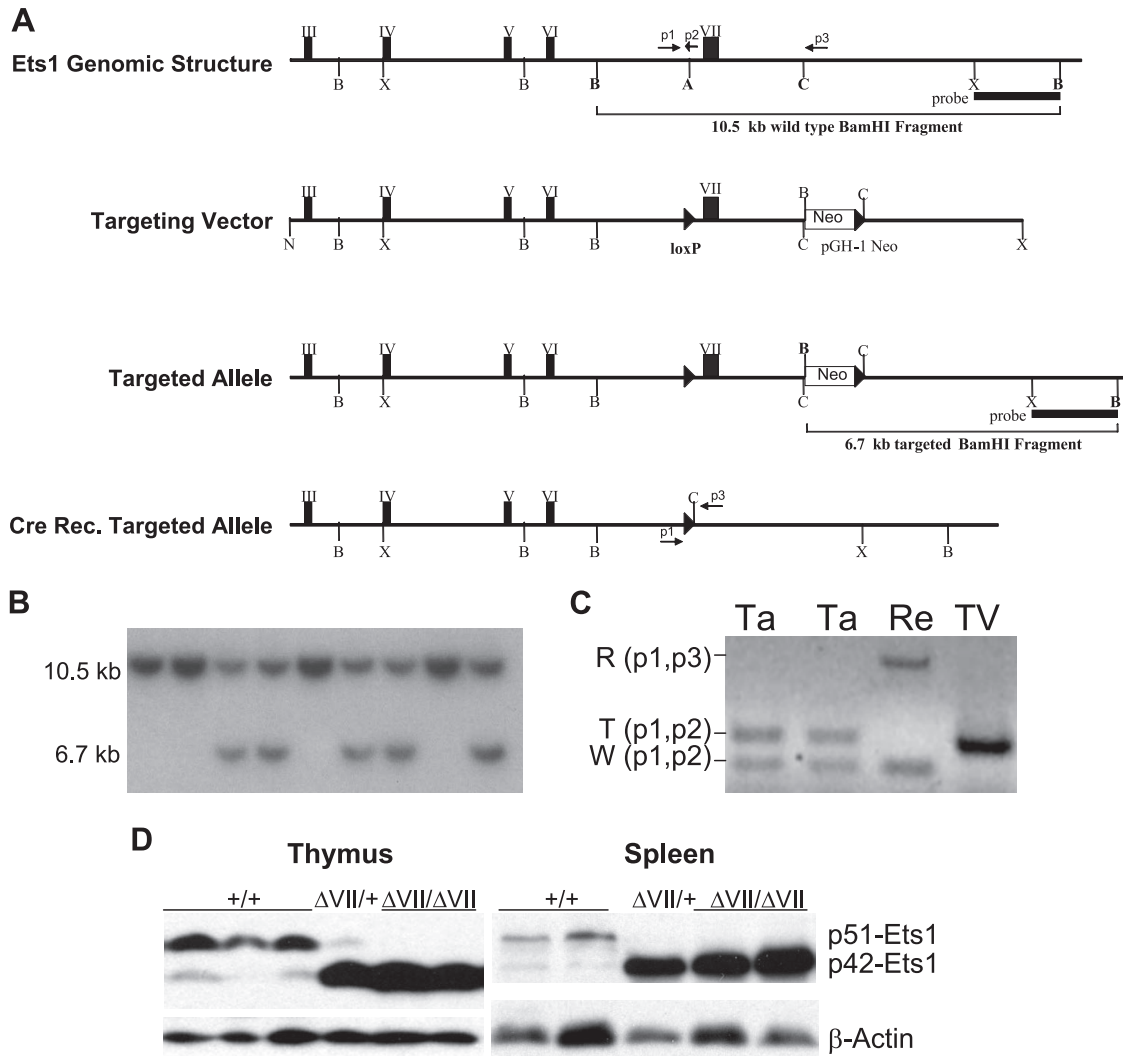 A
III IV V VI p1 p2 VII p3
Ets1 Genomic Structure
B X B B A C X B
probe
10.5 kb wild type BamHI Fragment
III IV V VI VII B C
Targeting Vector
Neo
N B X B B loxP C pGH-1 Neo X
III IV V VI VII B C
Targeted Allele
Neo
B X B B C X B
probe
6.7 kb targeted BamHI Fragment
III IV V VI C p3
Cre Rec. Targeted Allele
B X B B p1 X B
B
10.5 kb
6.7 kb
C
Ta Ta Re TV
R (p1,p3)
T (p1,p2)
W (p1,p2)
D
Thymus Spleen
+/+ ΔVII/+ ΔVII/ΔVII +/+ ΔVII/+ ΔVII/ΔVII
p51-Ets1
p42-Ets1
β-Actin